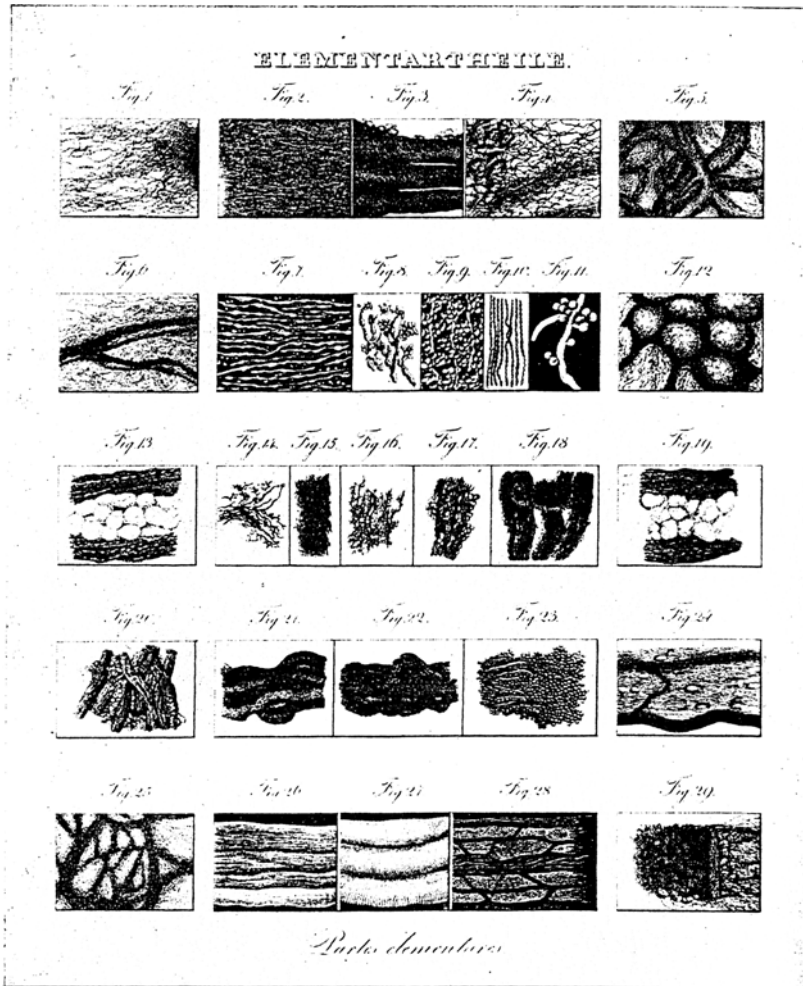 ELEMENTARTHEILE.
Fig. 1 Fig. 2. Fig. 3. Fig. 4. Fig. 5.
Fig. 6 Fig. 7. Fig. 8. Fig. 9. Fig. 10. Fig. 11. Fig. 12
Fig. 13 Fig. 14. Fig. 15. Fig. 16. Fig. 17. Fig. 18 Fig. 19.
Fig. 20. Fig. 21. Fig. 22. Fig. 23. Fig. 24
Fig. 25 Fig. 26 Fig. 27 Fig. 28. Fig. 29.
Partes elementares